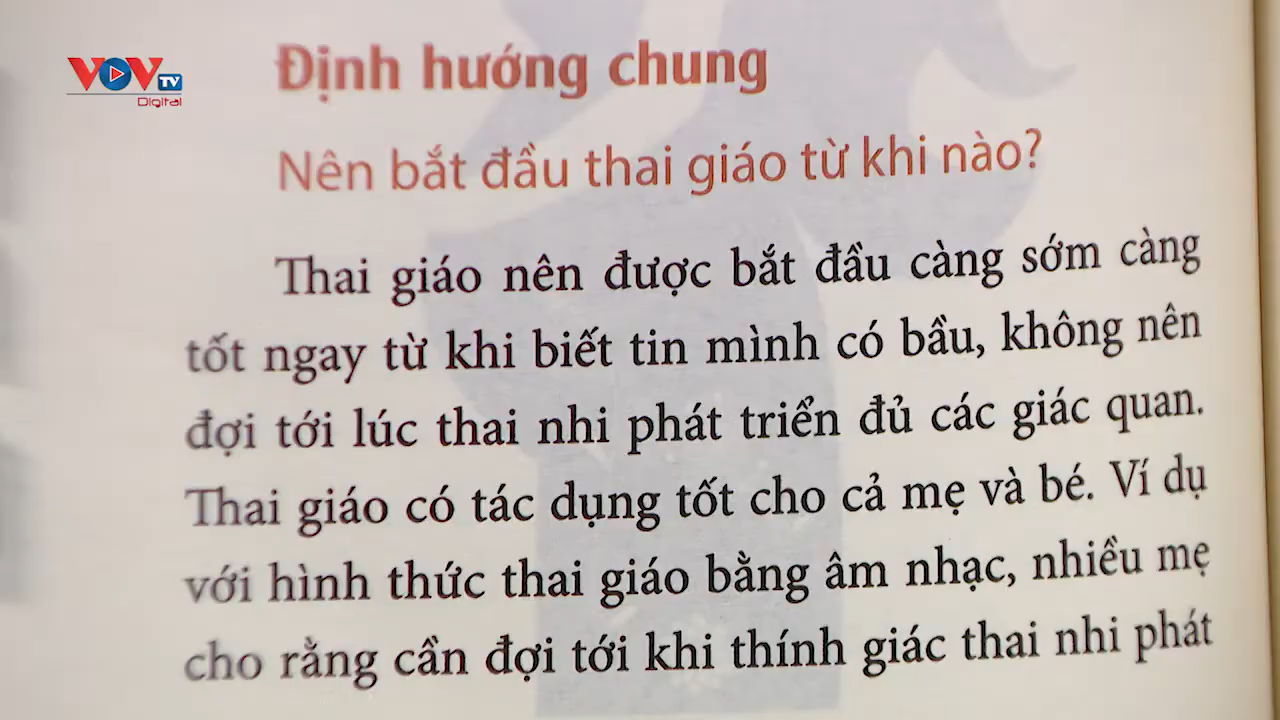 Định hướng chung
VOV TV
Digital
Nên bắt đầu thai giáo từ khi nào?
Thai giáo nên được bắt đầu càng sớm càng
tốt ngay từ khi biết tin mình có bầu, không nên
đợi tới lúc thai nhi phát triển đủ các giác quan.
Thai giáo có tác dụng tốt cho cả mẹ và bé. Ví dụ
với hình thức thai giáo bằng âm nhạc, nhiều mẹ
cho rằng cần đợi tới khi thính giác thai nhi phát